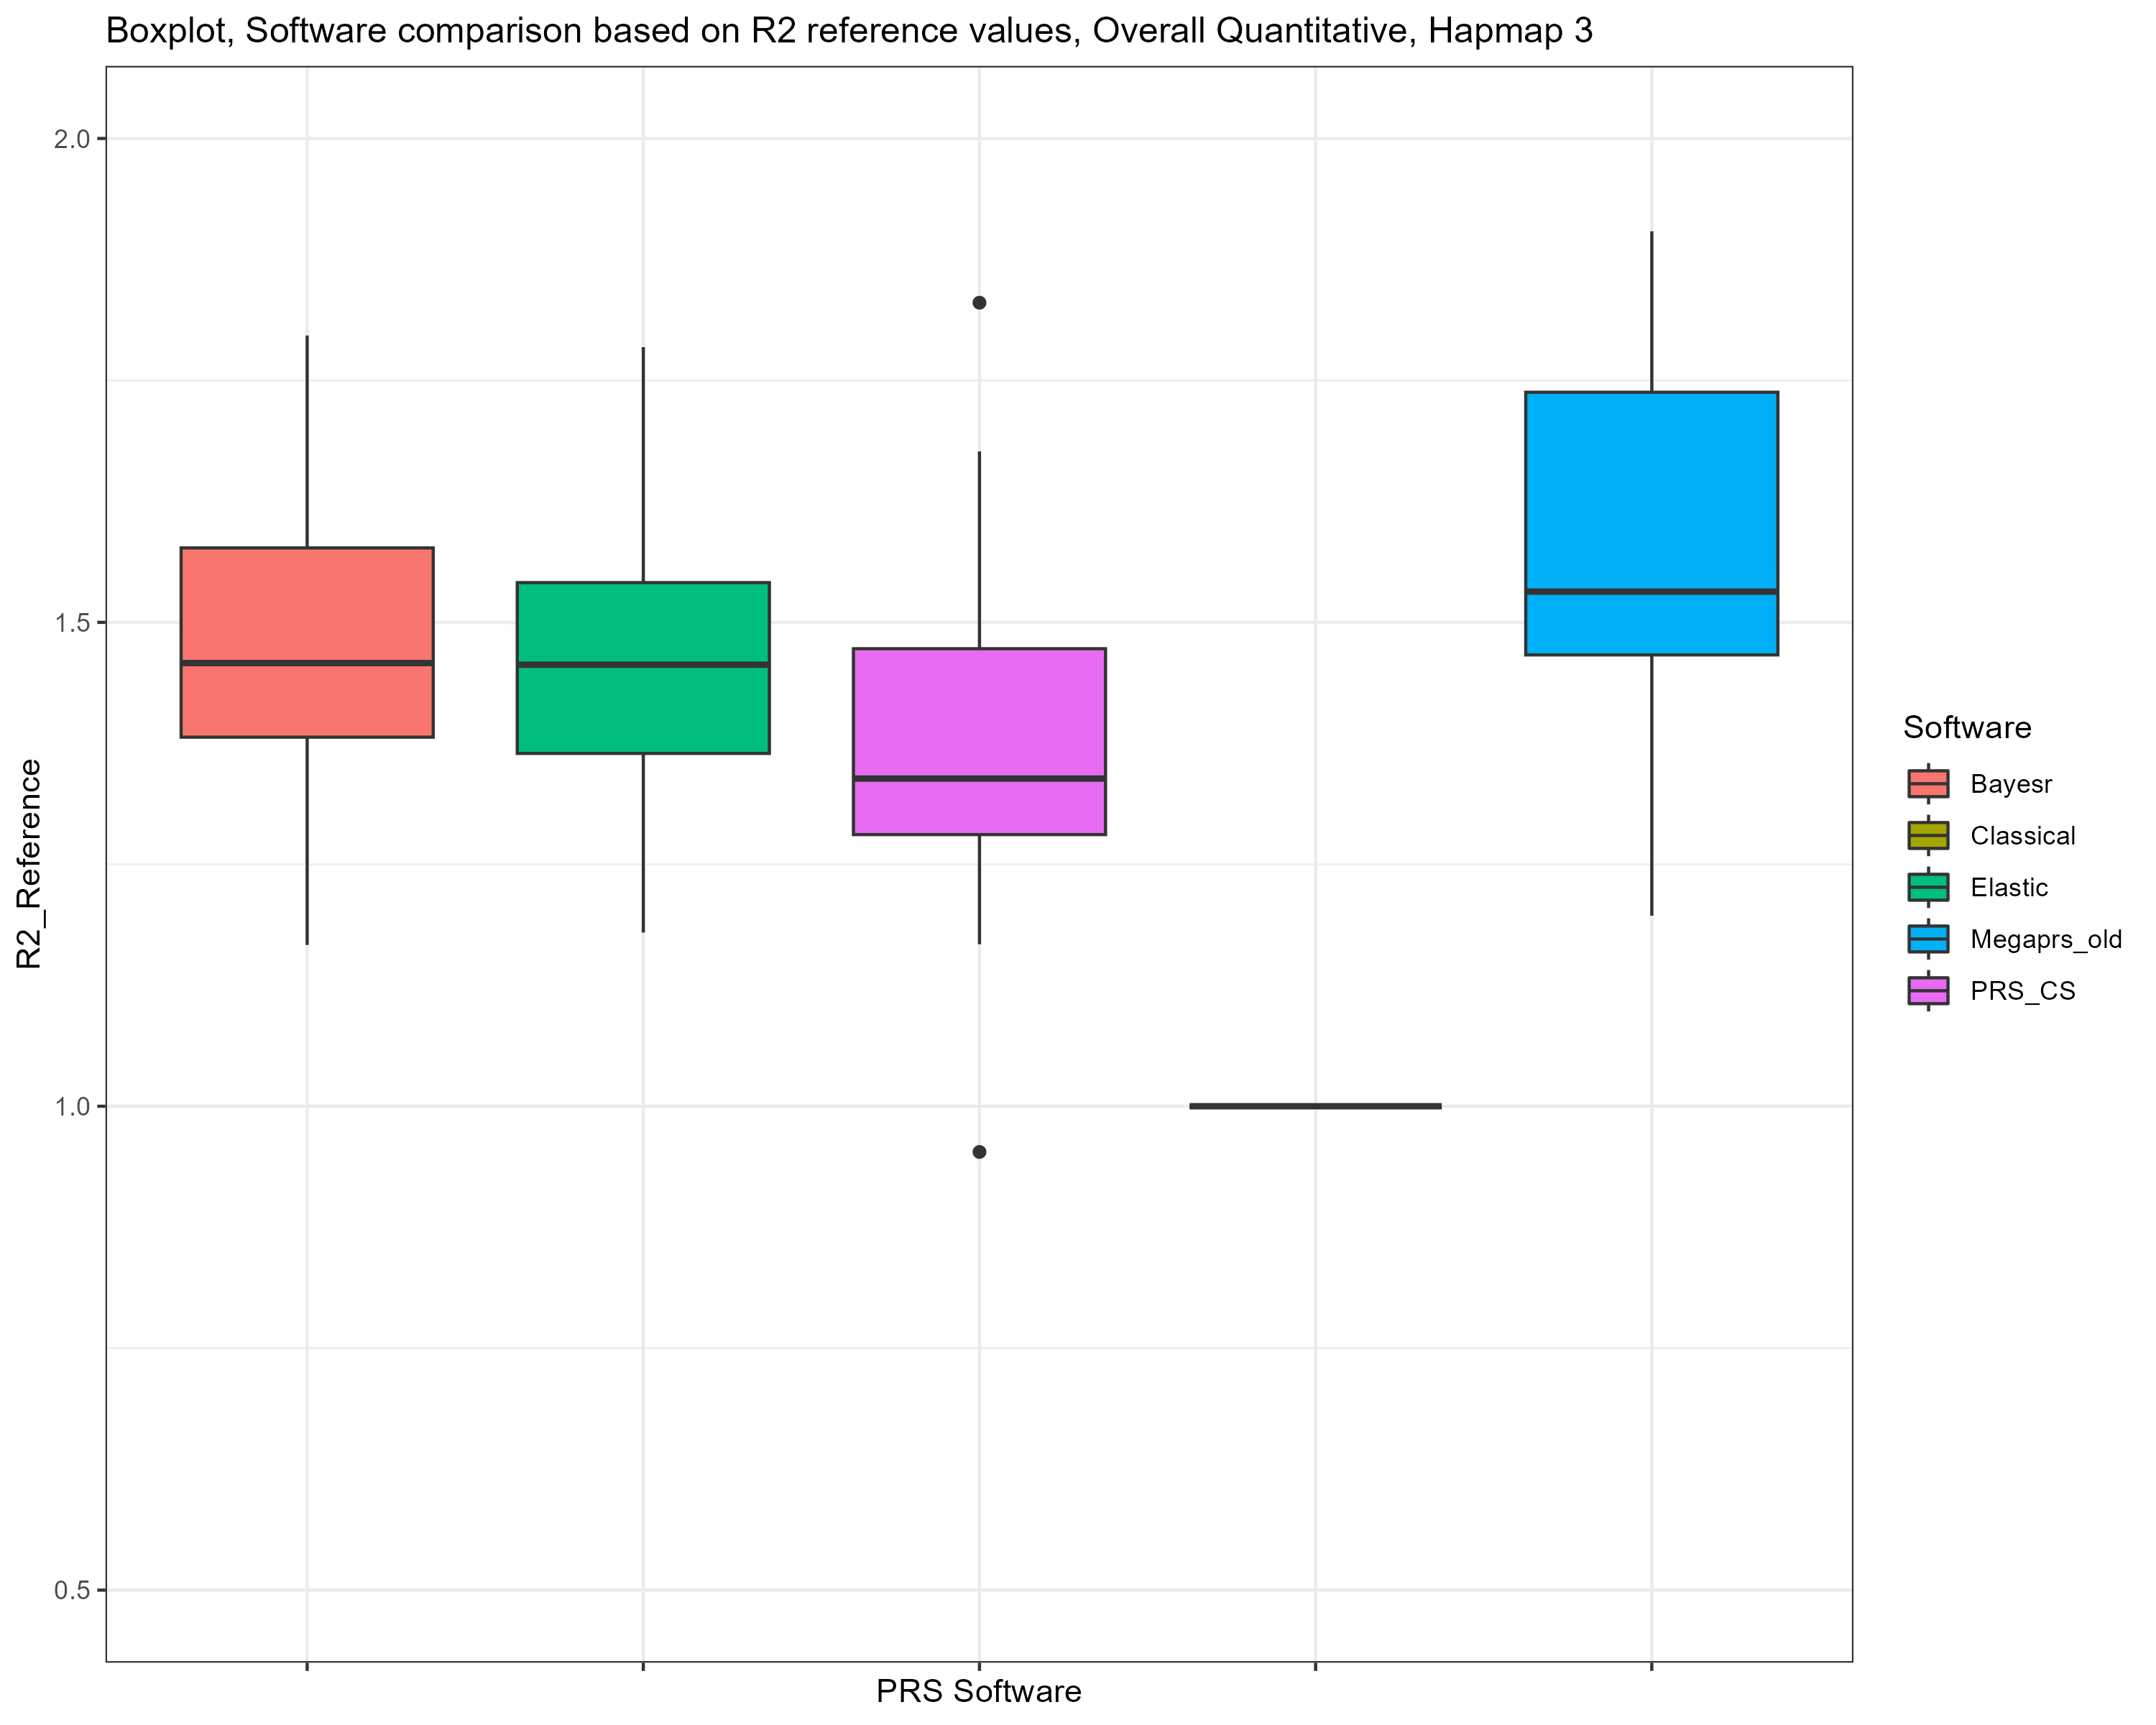 Boxplot, Software comparison based on R2 reference values, Overall Quantitative, Hapmap 3
R2_Reference
2.0
1.5
1.0
0.5
PRS Software
Software
Bayesr
Classical
Elastic
Megaprs_old
PRS_CS